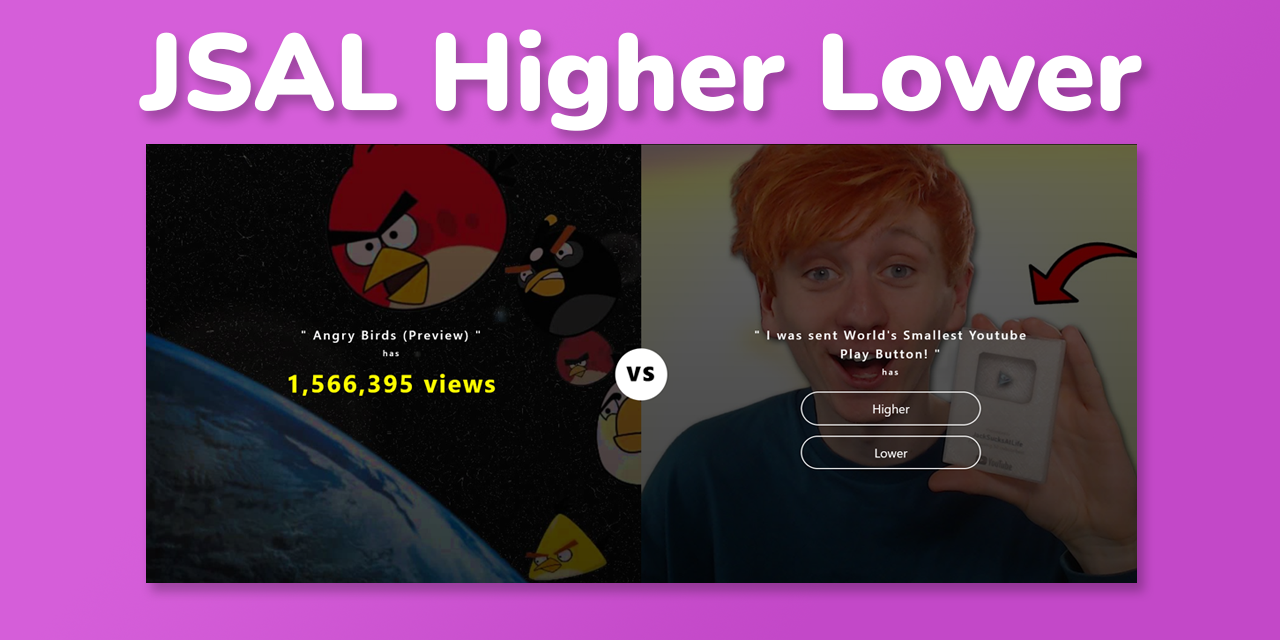 JSAL Higher Lower
" Angry Birds (Preview) "
has
1,566,395 views
VS
" I was sent World's Smallest Youtube
Play Button! "
has
Higher
Lower
YouTube